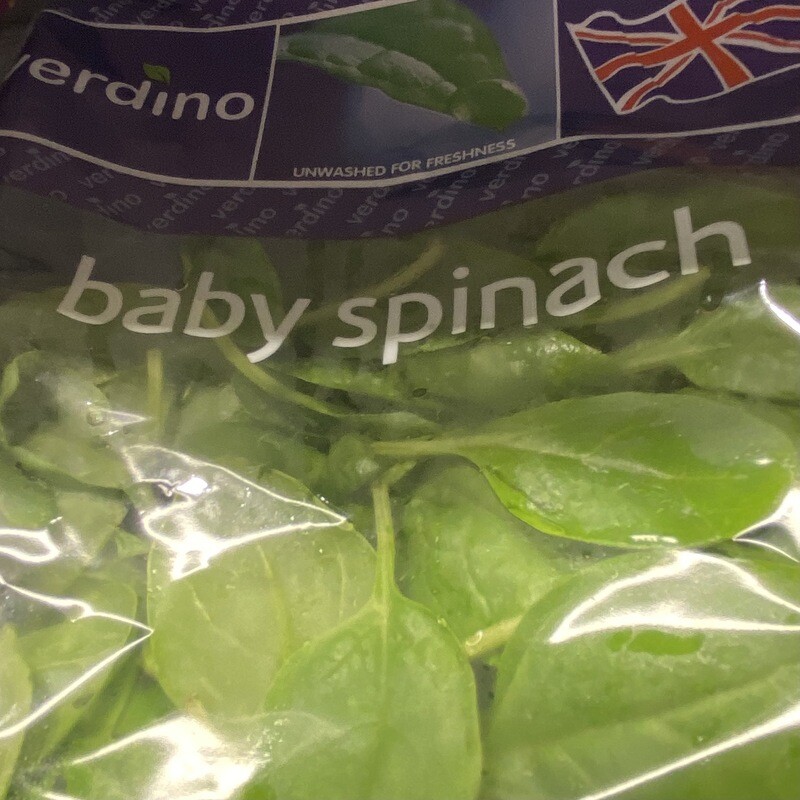 verdino
UNWASHED FOR FRESHNESS
baby spinach